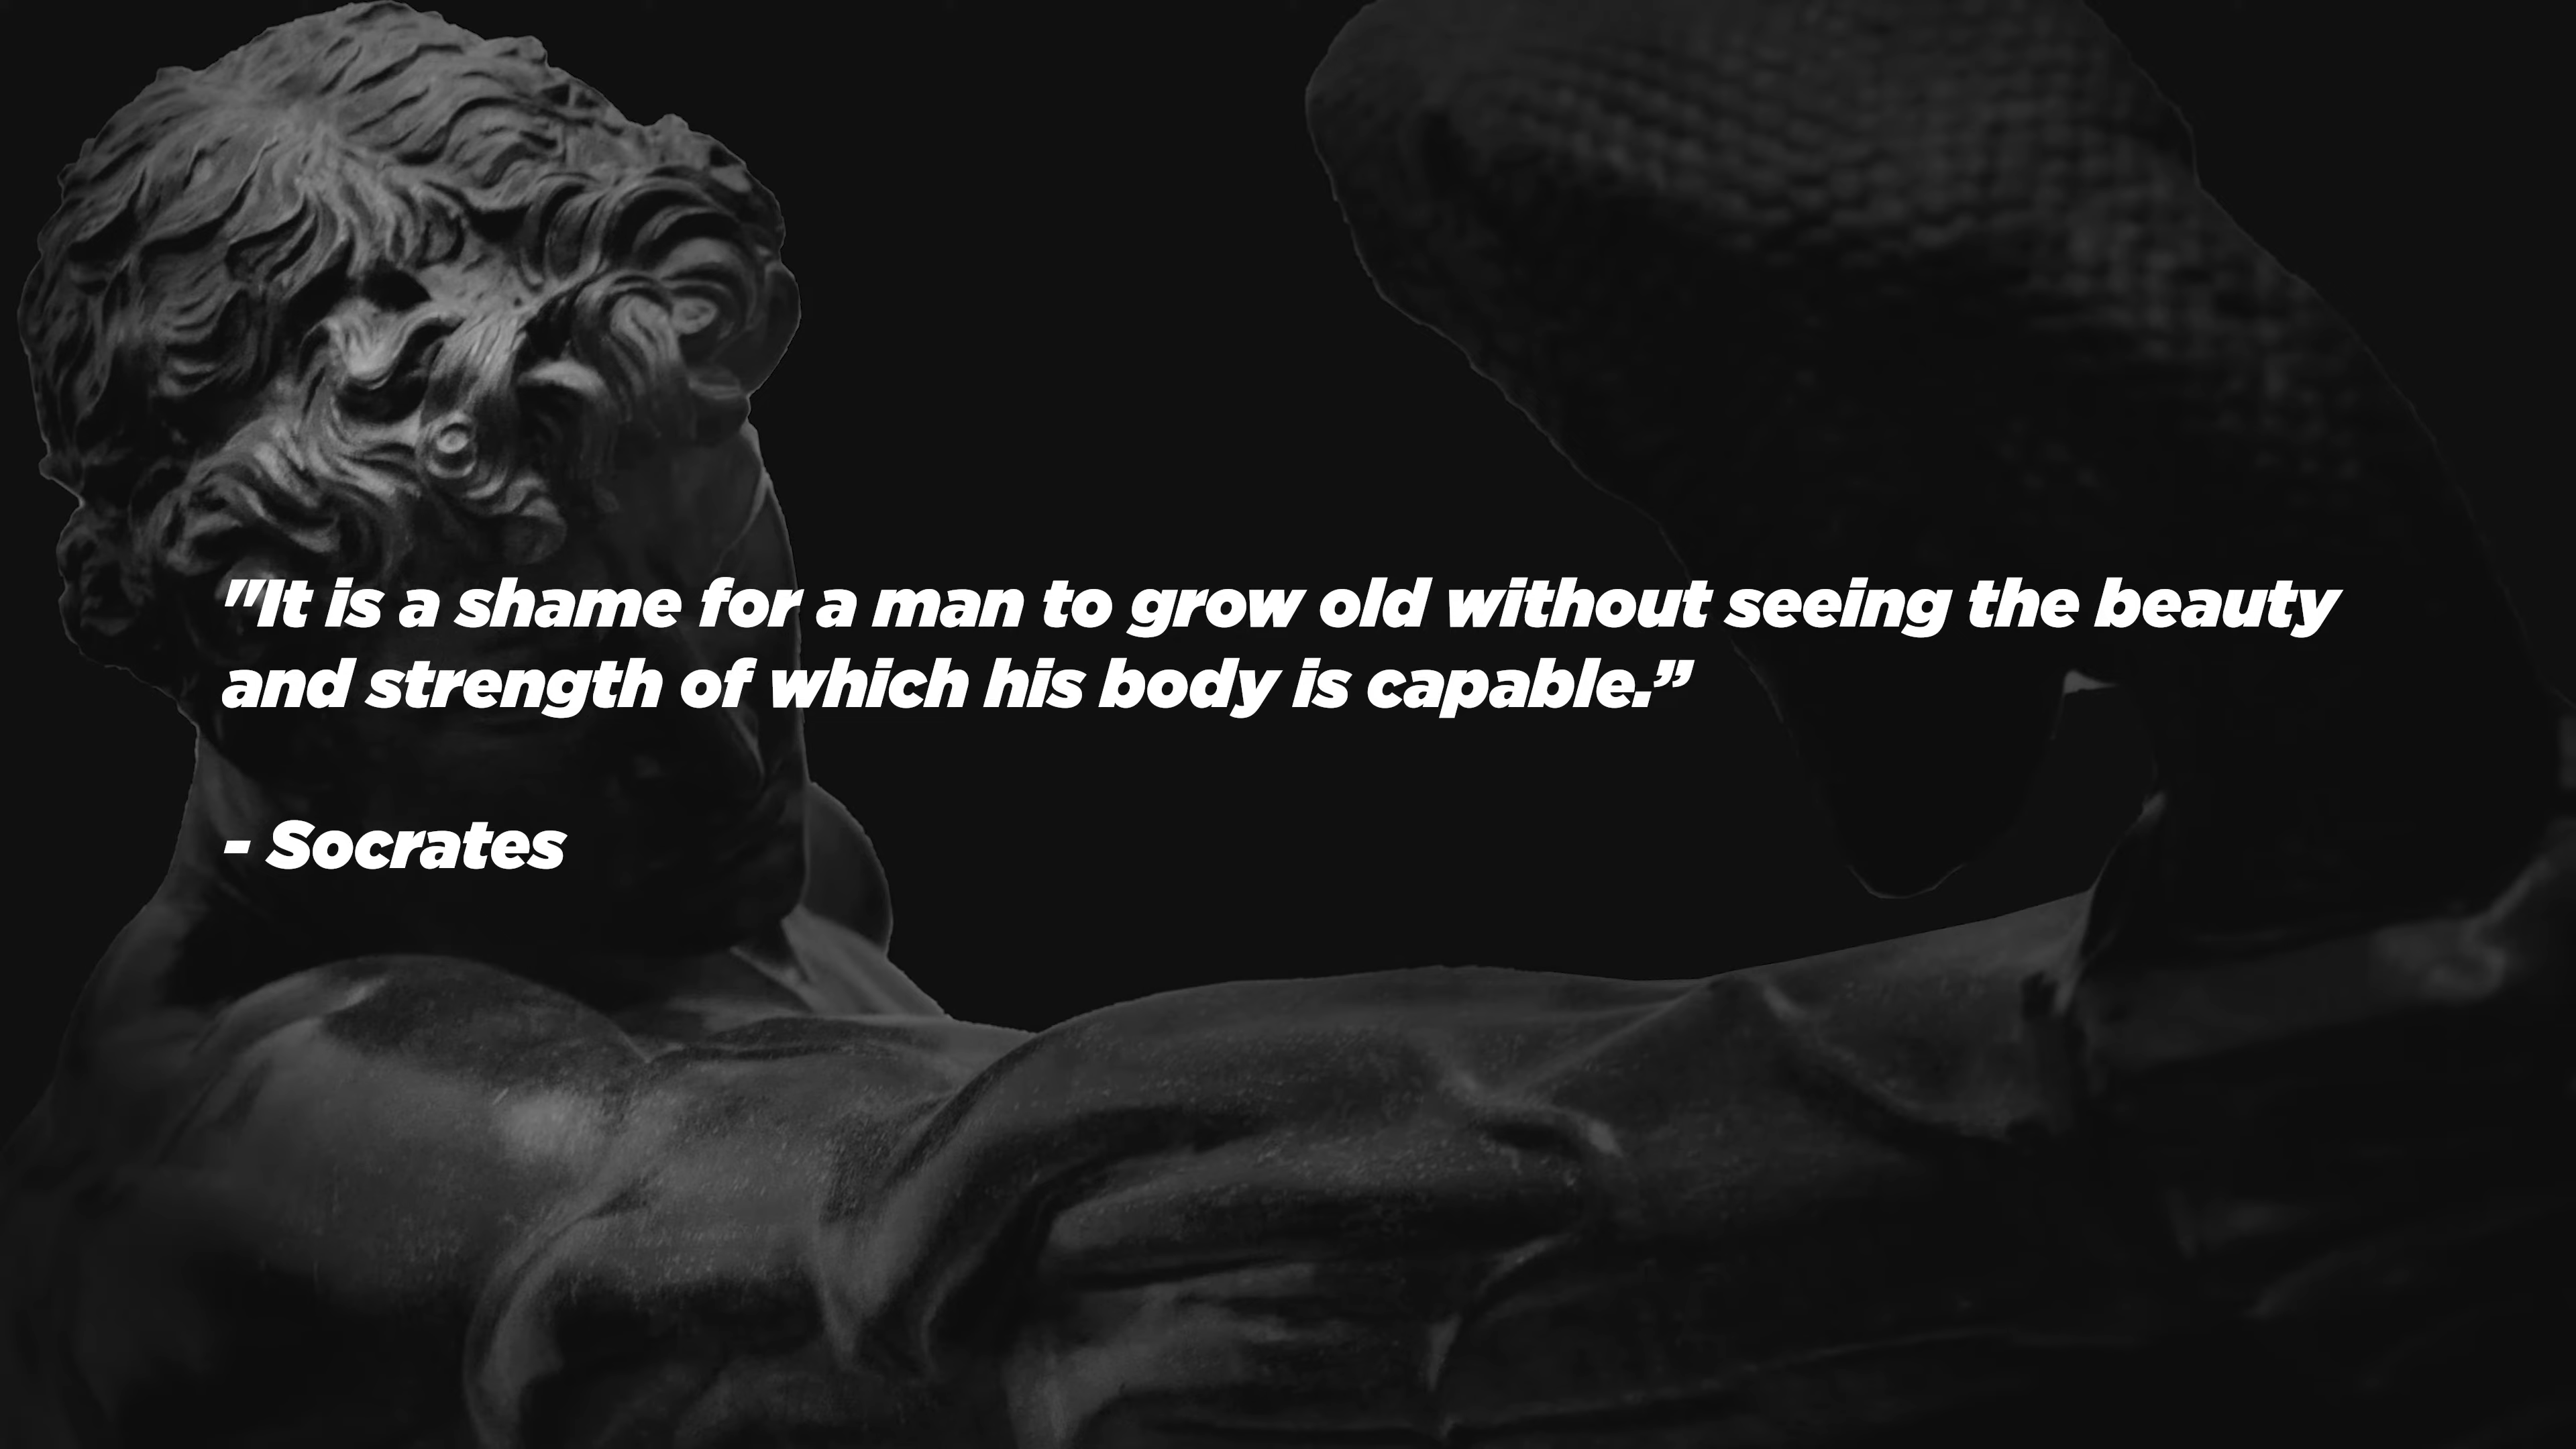 "It is a shame for a man to grow old without seeing the beauty
and strength of which his body is capable.”
- Socrates